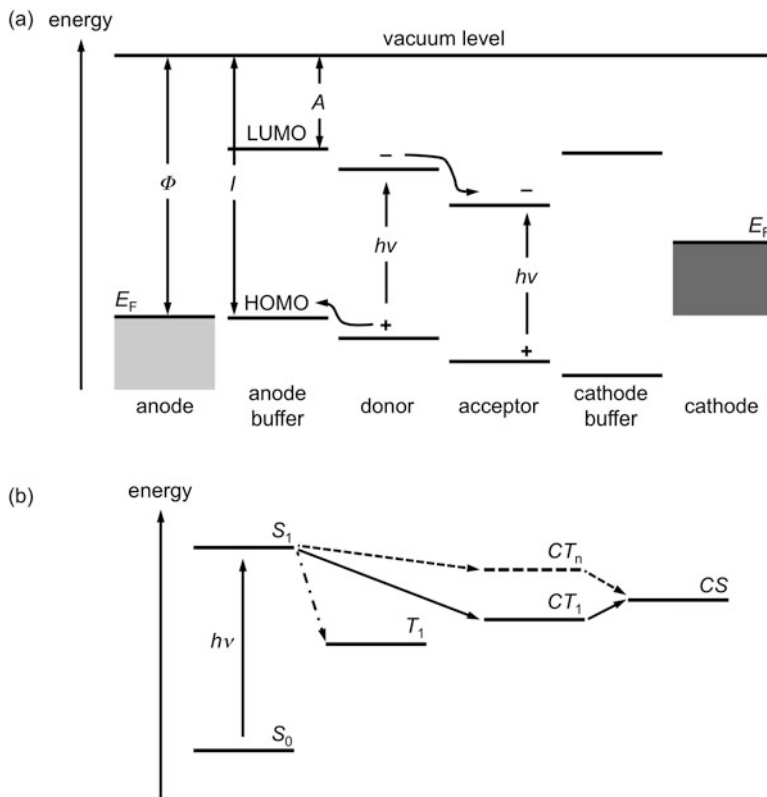 (a)
energy
vacuum level
A
LUMO
−
Φ
I
−
E_F
hν
hν
E_F
HOMO
+
+
anode
anode
buffer
donor
acceptor
cathode
buffer
cathode
(b)
energy
S₁
CTₙ
CS
CT₁
T₁
hν
S₀